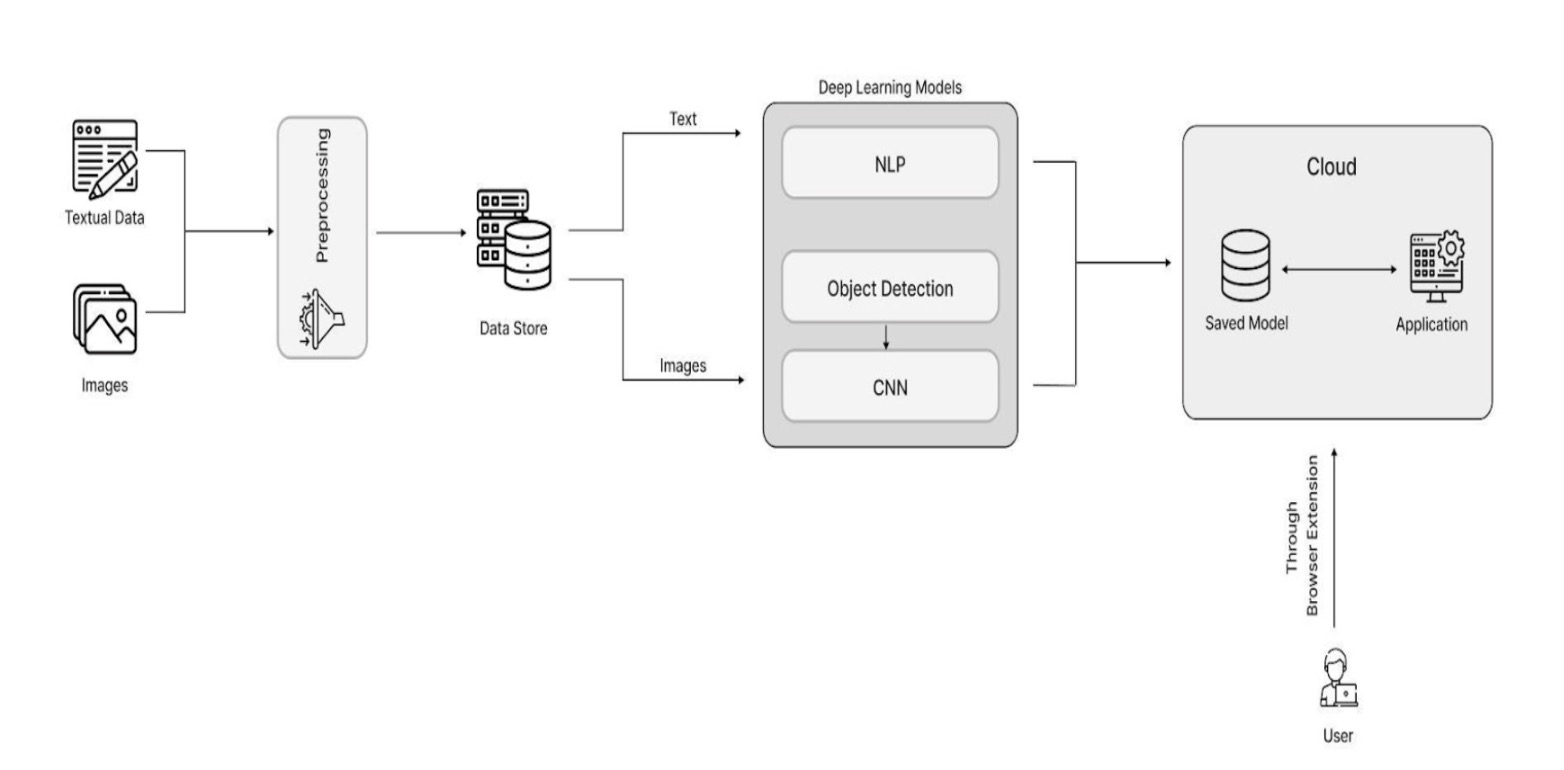 Deep Learning Models
Textual Data
Images
Preprocessing
Data Store
Text
Images
NLP
Object Detection
CNN
Cloud
Saved Model
Application
Through
Browser Extension
User